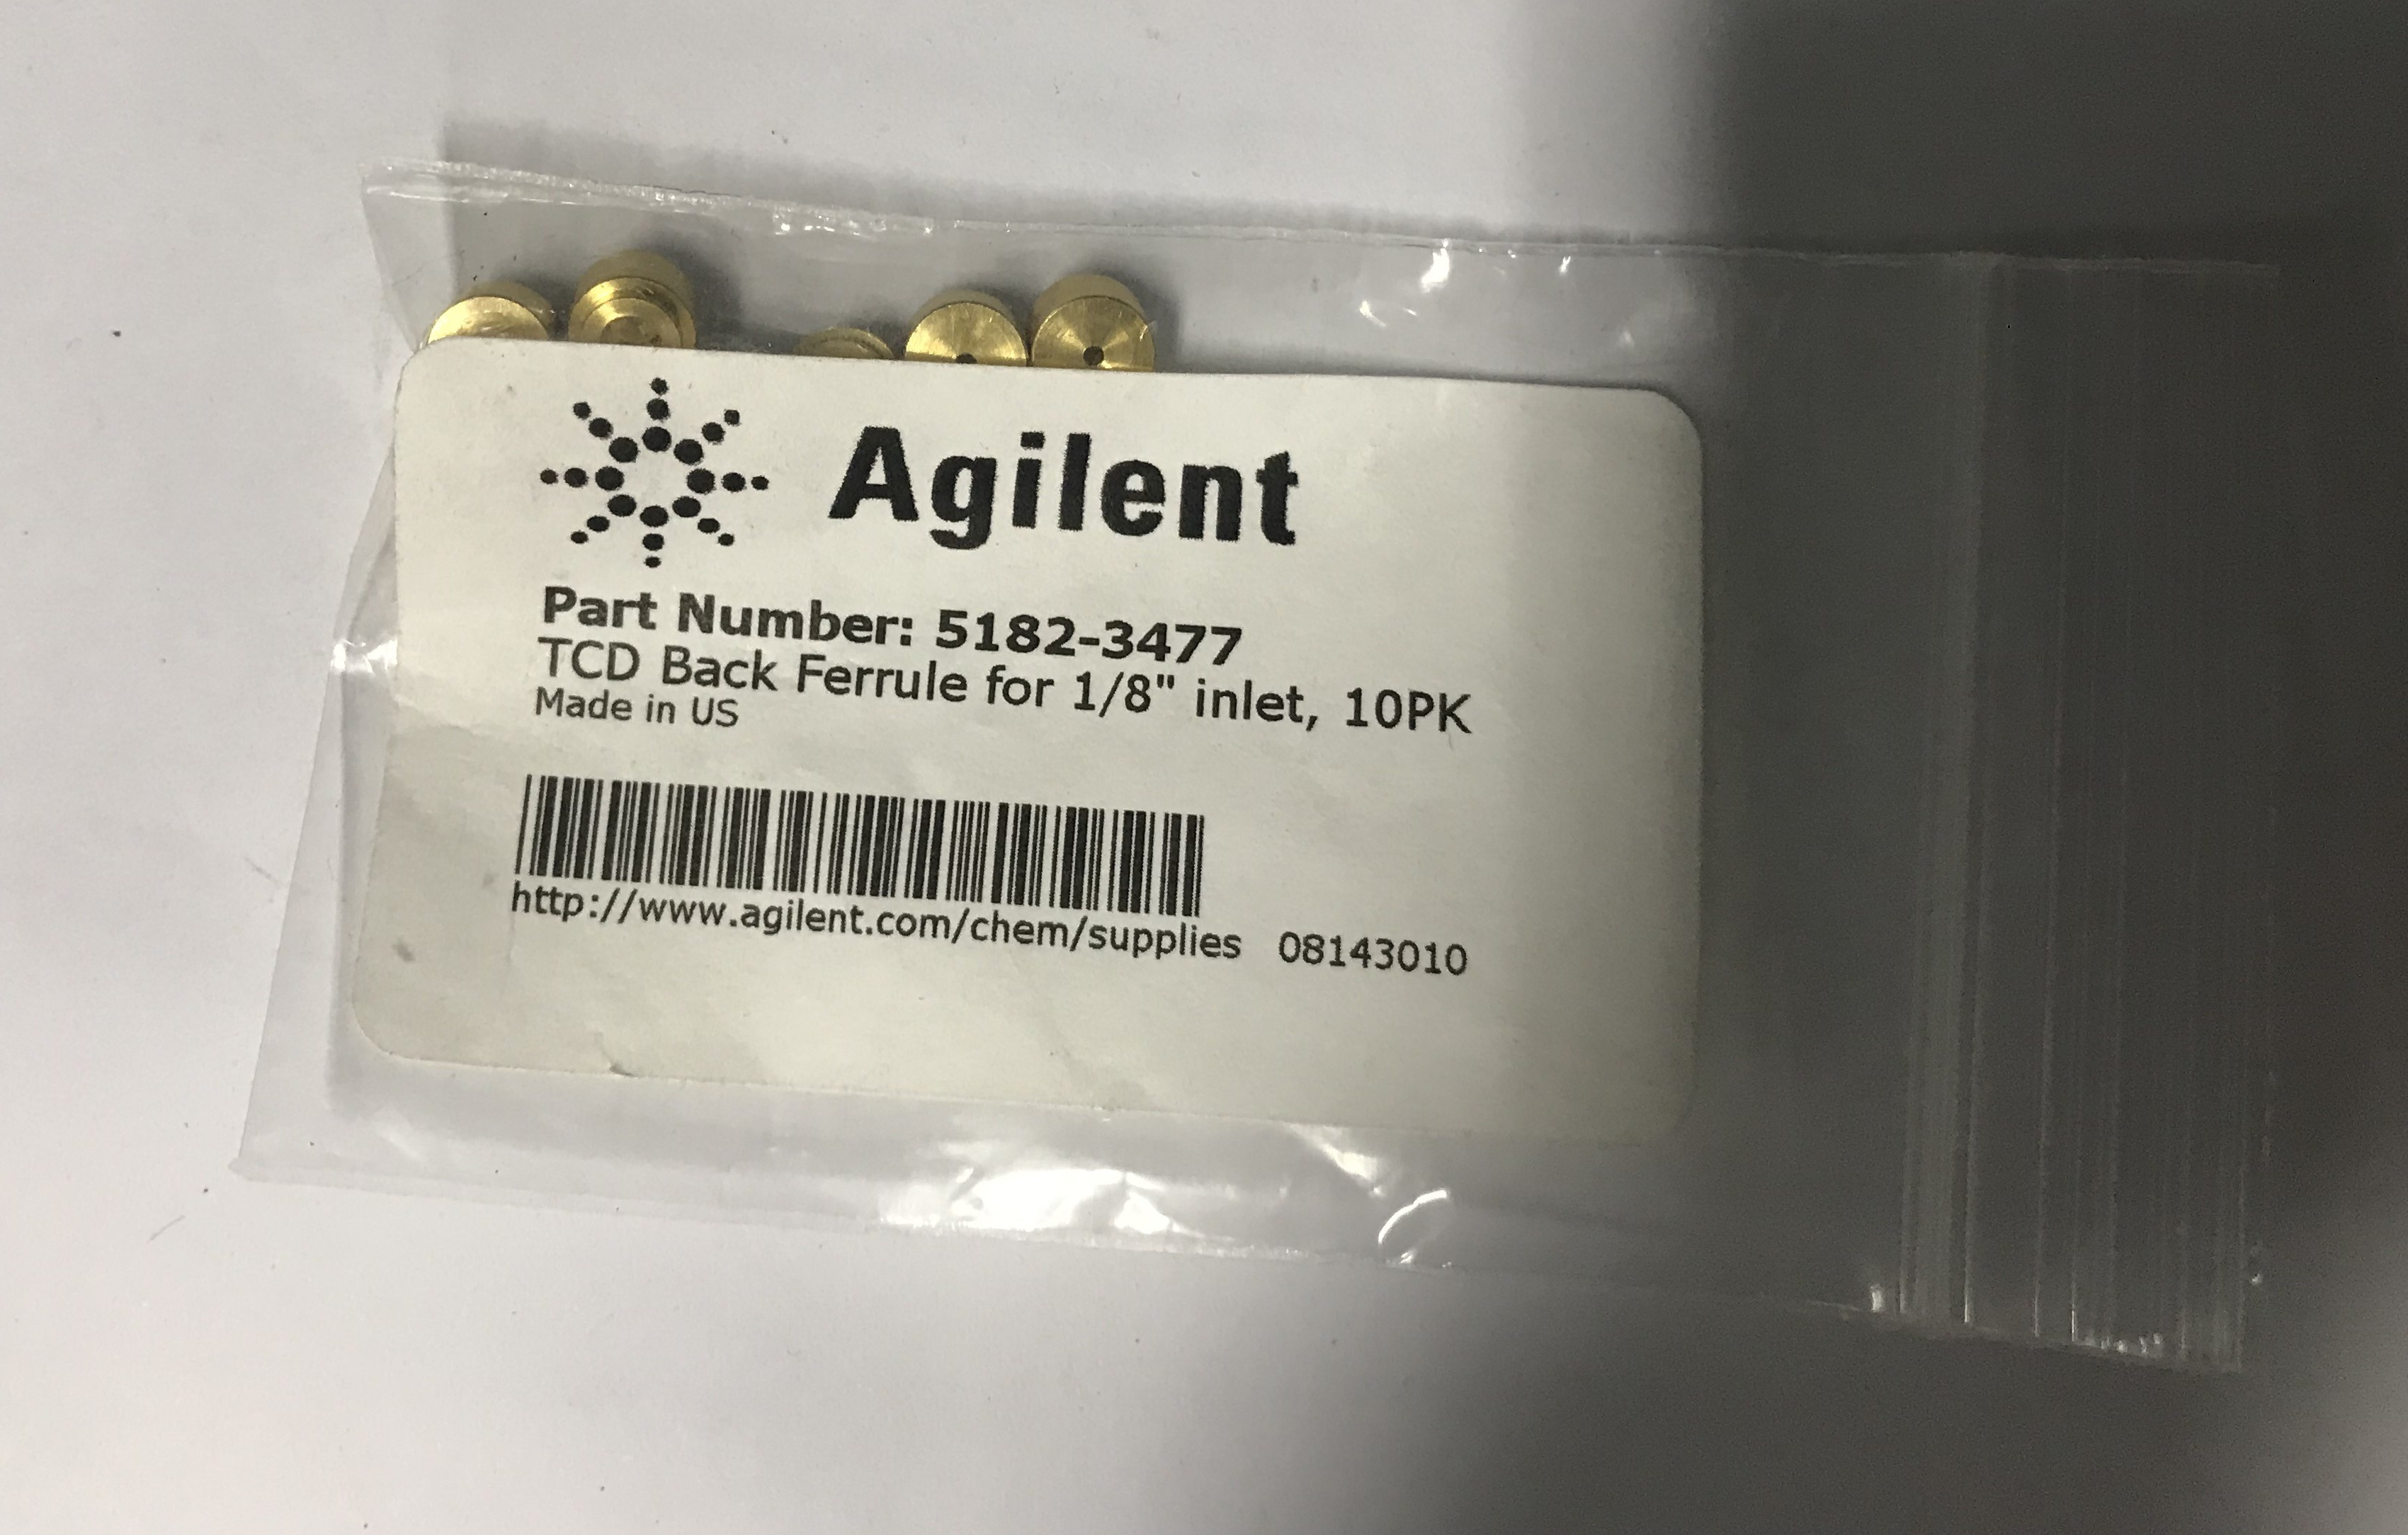 Agilent
Part Number: 5182-3477
TCD Back Ferrule for 1/8" inlet, 10PK
Made in US
http://www.agilent.com/chem/supplies 08143010